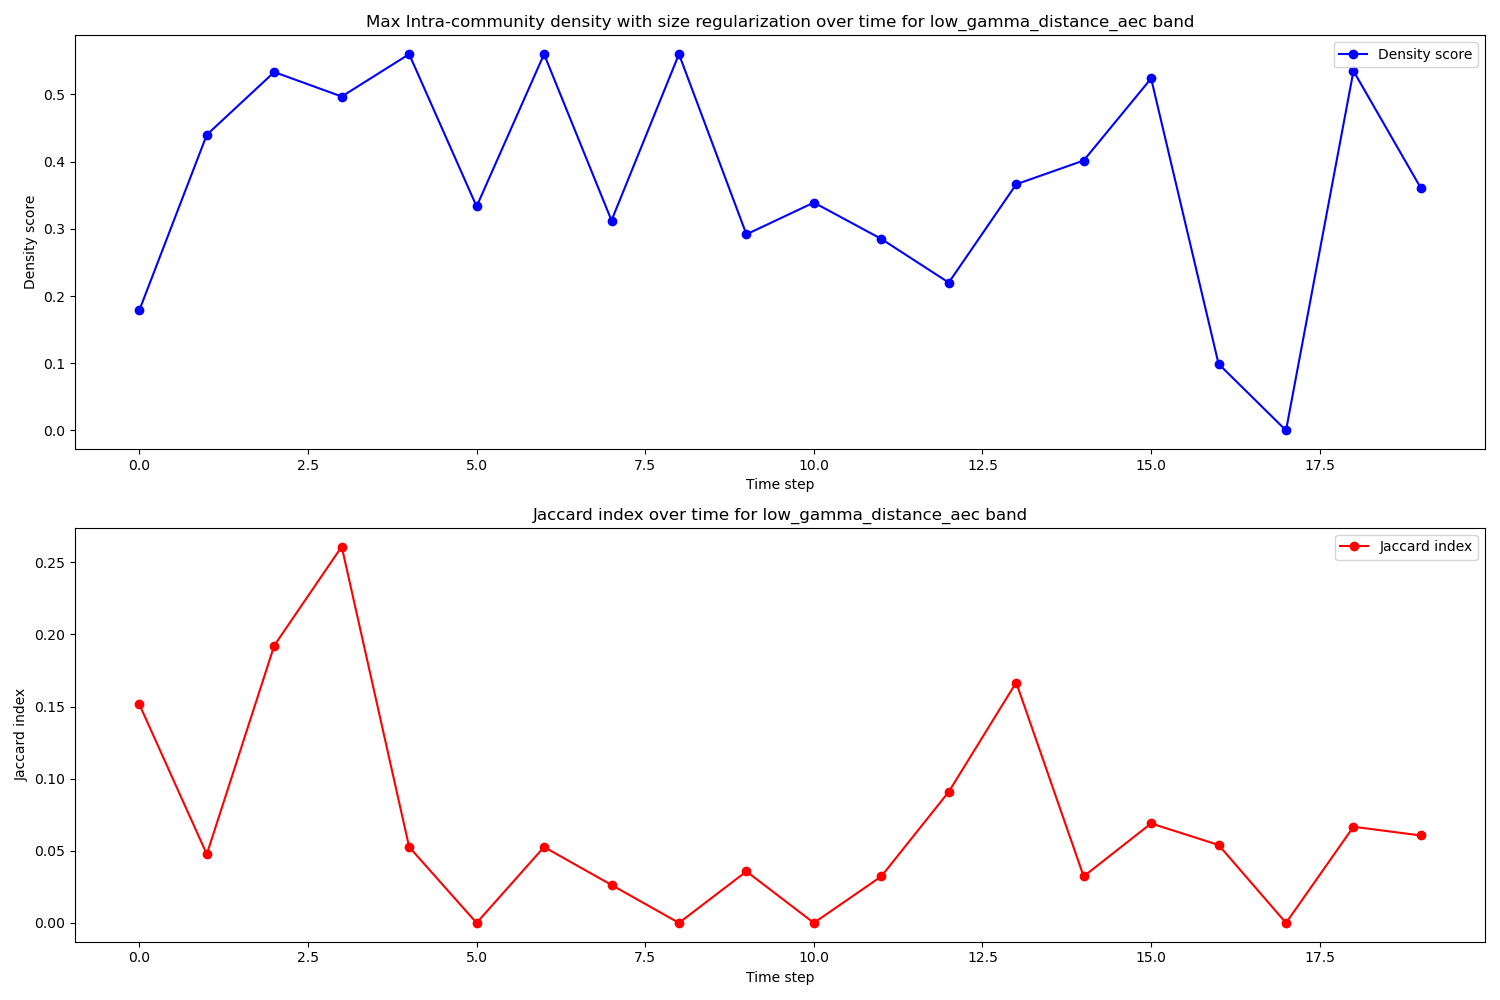 Max Intra-community density with size regularization over time for low_gamma_distance_aec band
Density score
0.5
0.4
0.3
0.2
0.1
0.0
Density score
0.0 2.5 5.0 7.5 10.0 12.5 15.0 17.5
Time step
Jaccard index over time for low_gamma_distance_aec band
Jaccard index
0.25
0.20
0.15
0.10
0.05
0.00
Jaccard index
0.0 2.5 5.0 7.5 10.0 12.5 15.0 17.5
Time step